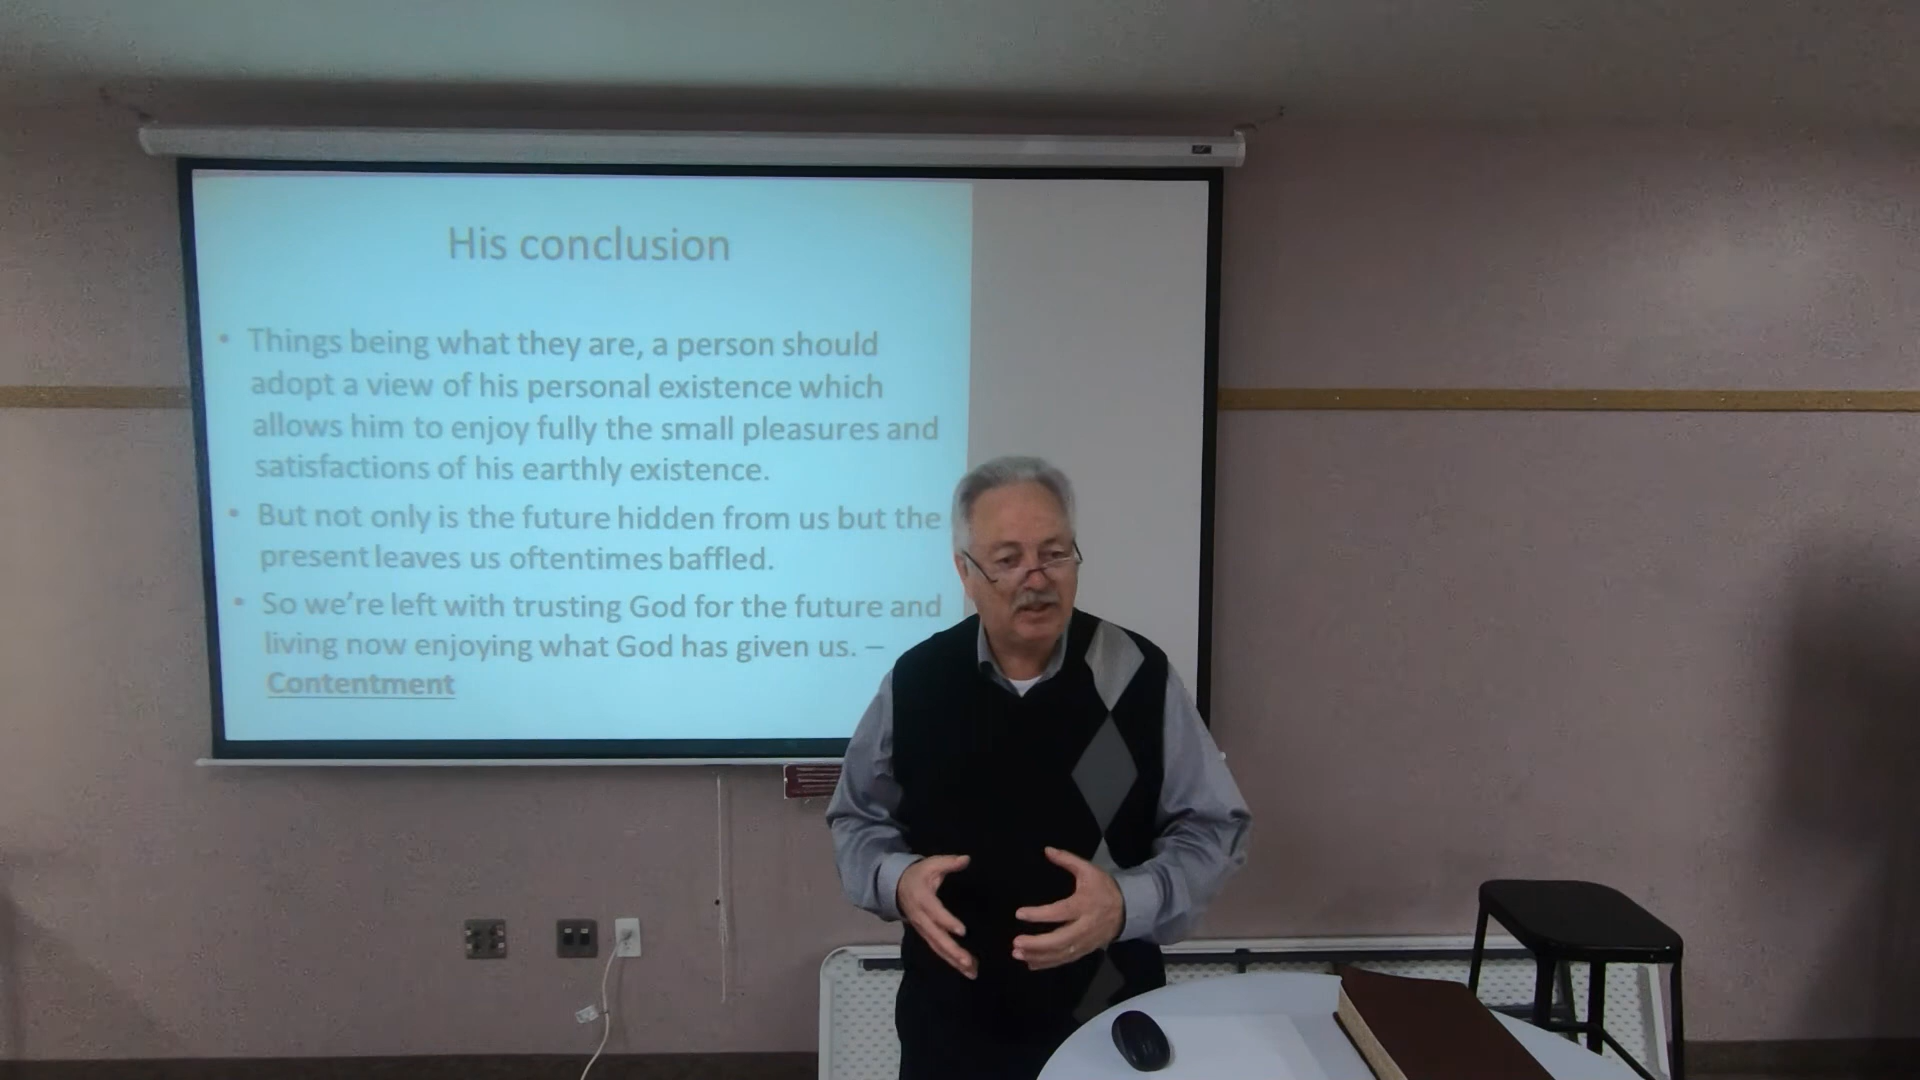 His conclusion
• Things being what they are, a person should
adopt a view of his personal existence which
allows him to enjoy fully the small pleasures and
satisfactions of his earthly existence.
• But not only is the future hidden from us but the
present leaves us oftentimes baffled.
• So we're left with trusting God for the future and
living now enjoying what God has given us. –
Contentment